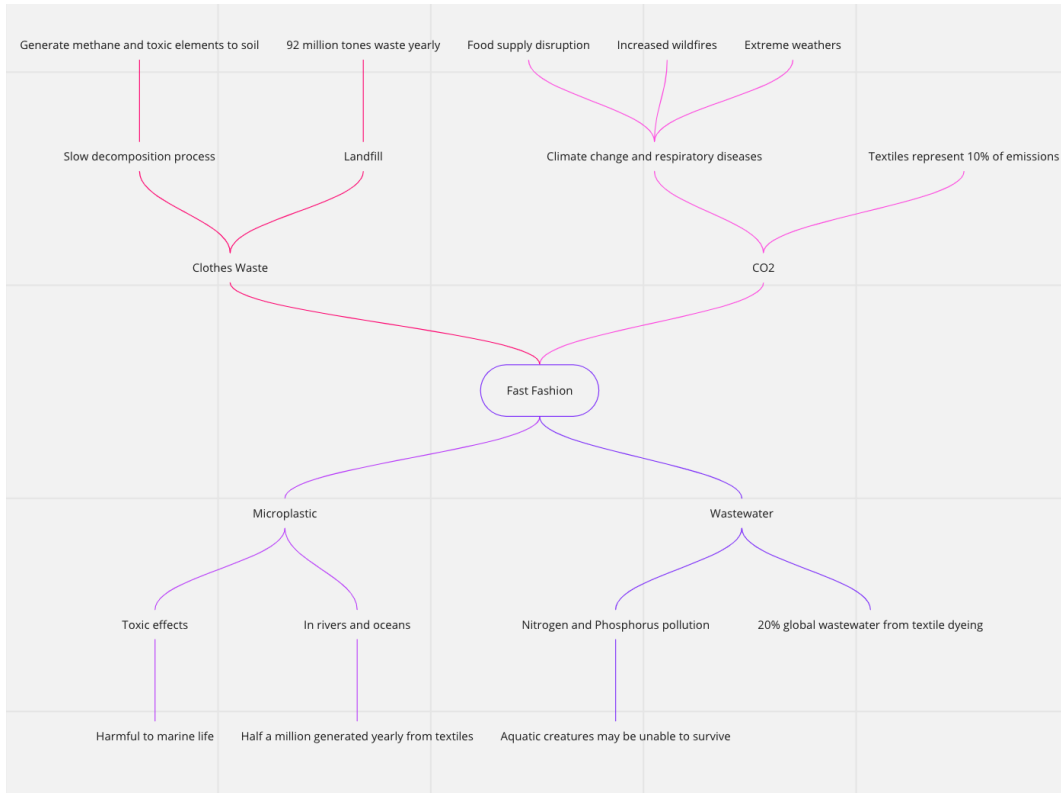 Generate methane and toxic elements to soil
92 million tones waste yearly
Food supply disruption
Increased wildfires
Extreme weathers
Slow decomposition process
Landfill
Climate change and respiratory diseases
Textiles represent 10% of emissions
Clothes Waste
CO2
Fast Fashion
Microplastic
Wastewater
Toxic effects
In rivers and oceans
Nitrogen and Phosphorus pollution
20% global wastewater from textile dyeing
Harmful to marine life
Half a million generated yearly from textiles
Aquatic creatures may be unable to survive